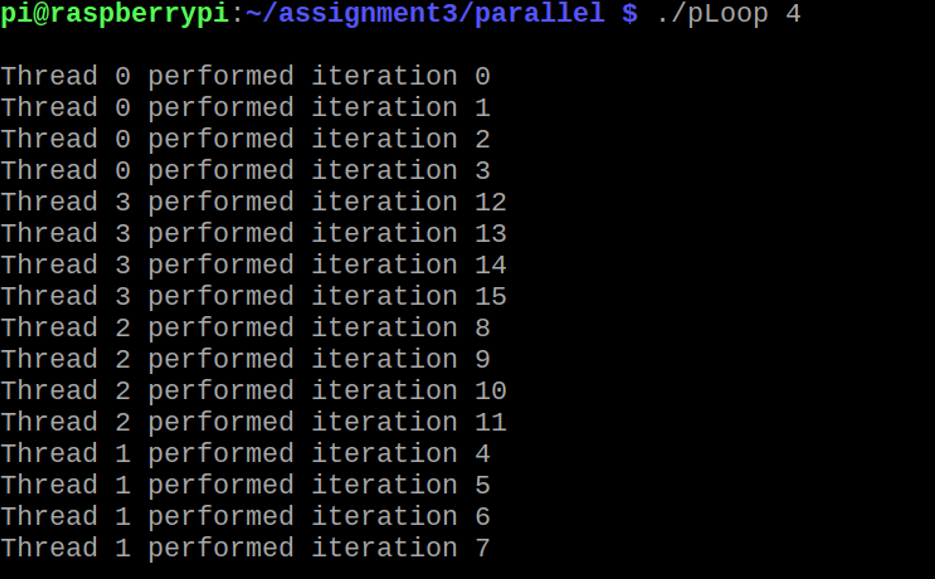 pi@raspberrypi:~/assignment3/parallel $ ./pLoop 4
Thread 0 performed iteration 0
Thread 0 performed iteration 1
Thread 0 performed iteration 2
Thread 0 performed iteration 3
Thread 3 performed iteration 12
Thread 3 performed iteration 13
Thread 3 performed iteration 14
Thread 3 performed iteration 15
Thread 2 performed iteration 8
Thread 2 performed iteration 9
Thread 2 performed iteration 10
Thread 2 performed iteration 11
Thread 1 performed iteration 4
Thread 1 performed iteration 5
Thread 1 performed iteration 6
Thread 1 performed iteration 7